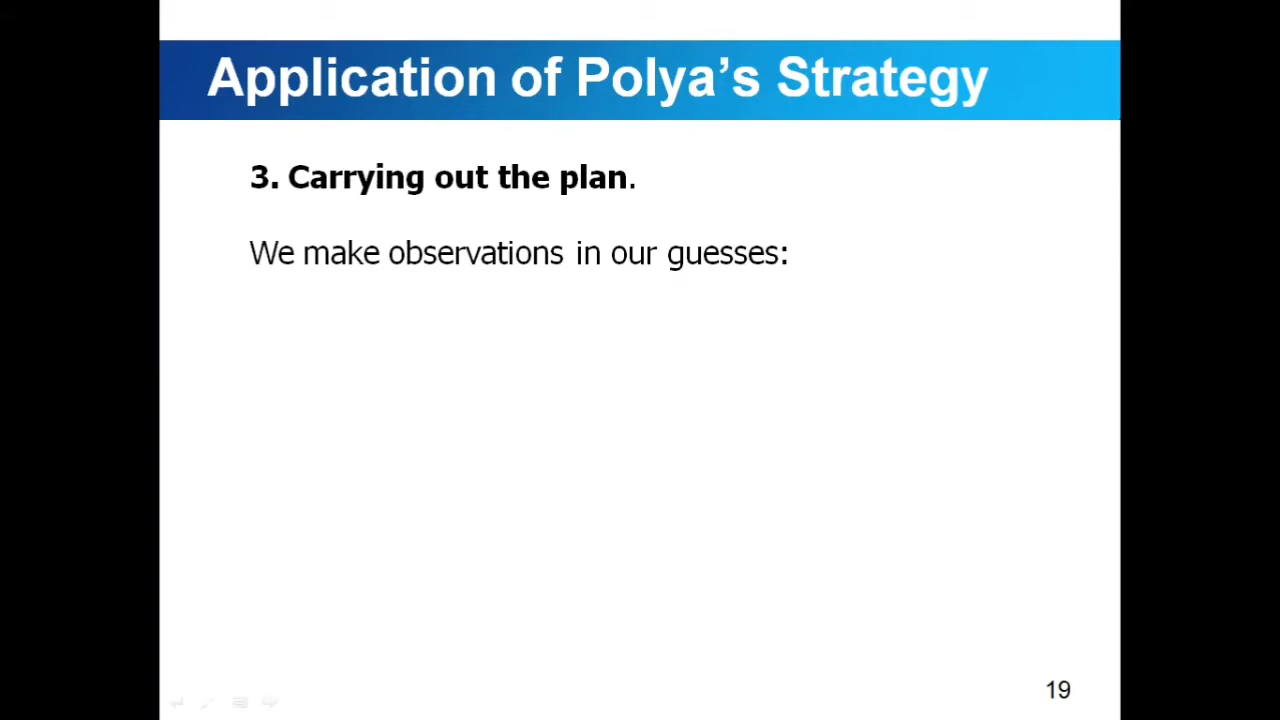 Application of Polya’s Strategy
3. Carrying out the plan.
We make observations in our guesses:
19